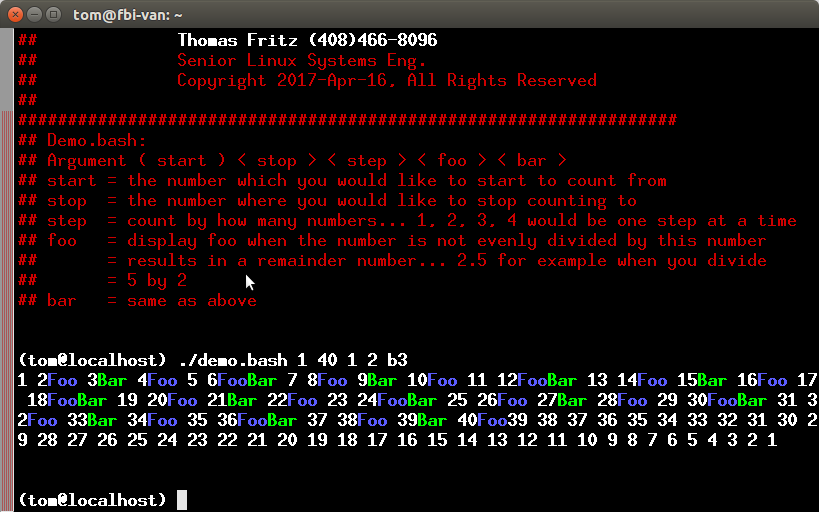 tom@fbi-van: ~
## Thomas Fritz (408)466-8096
## Senior Linux Systems Eng.
## Copyright 2017-Apr-16, All Rights Reserved
##
##################################################################
## Demo.bash:
## Argument ( start ) < stop > < step > < foo > < bar >
## start = the number which you would like to start to count from
## stop = the number where you would like to stop counting to
## step = count by how many numbers... 1, 2, 3, 4 would be one step at a time
## foo = display foo when the number is not evenly divided by this number
## = results in a remainder number... 2.5 for example when you divide
## = 5 by 2
## bar = same as above
(tom@localhost) ./demo.bash 1 40 1 2 b3
1 2Foo 3Bar 4Foo 5 6FooBar 7 8Foo 9Bar 10Foo 11 12FooBar 13 14Foo 15Bar 16Foo 17
18FooBar 19 20Foo 21Bar 22Foo 23 24FooBar 25 26Foo 27Bar 28Foo 29 30FooBar 31 3
2Foo 33Bar 34Foo 35 36FooBar 37 38Foo 39Bar 40Foo39 38 37 36 35 34 33 32 31 30 2
9 28 27 26 25 24 23 22 21 20 19 18 17 16 15 14 13 12 11 10 9 8 7 6 5 4 3 2 1
(tom@localhost)